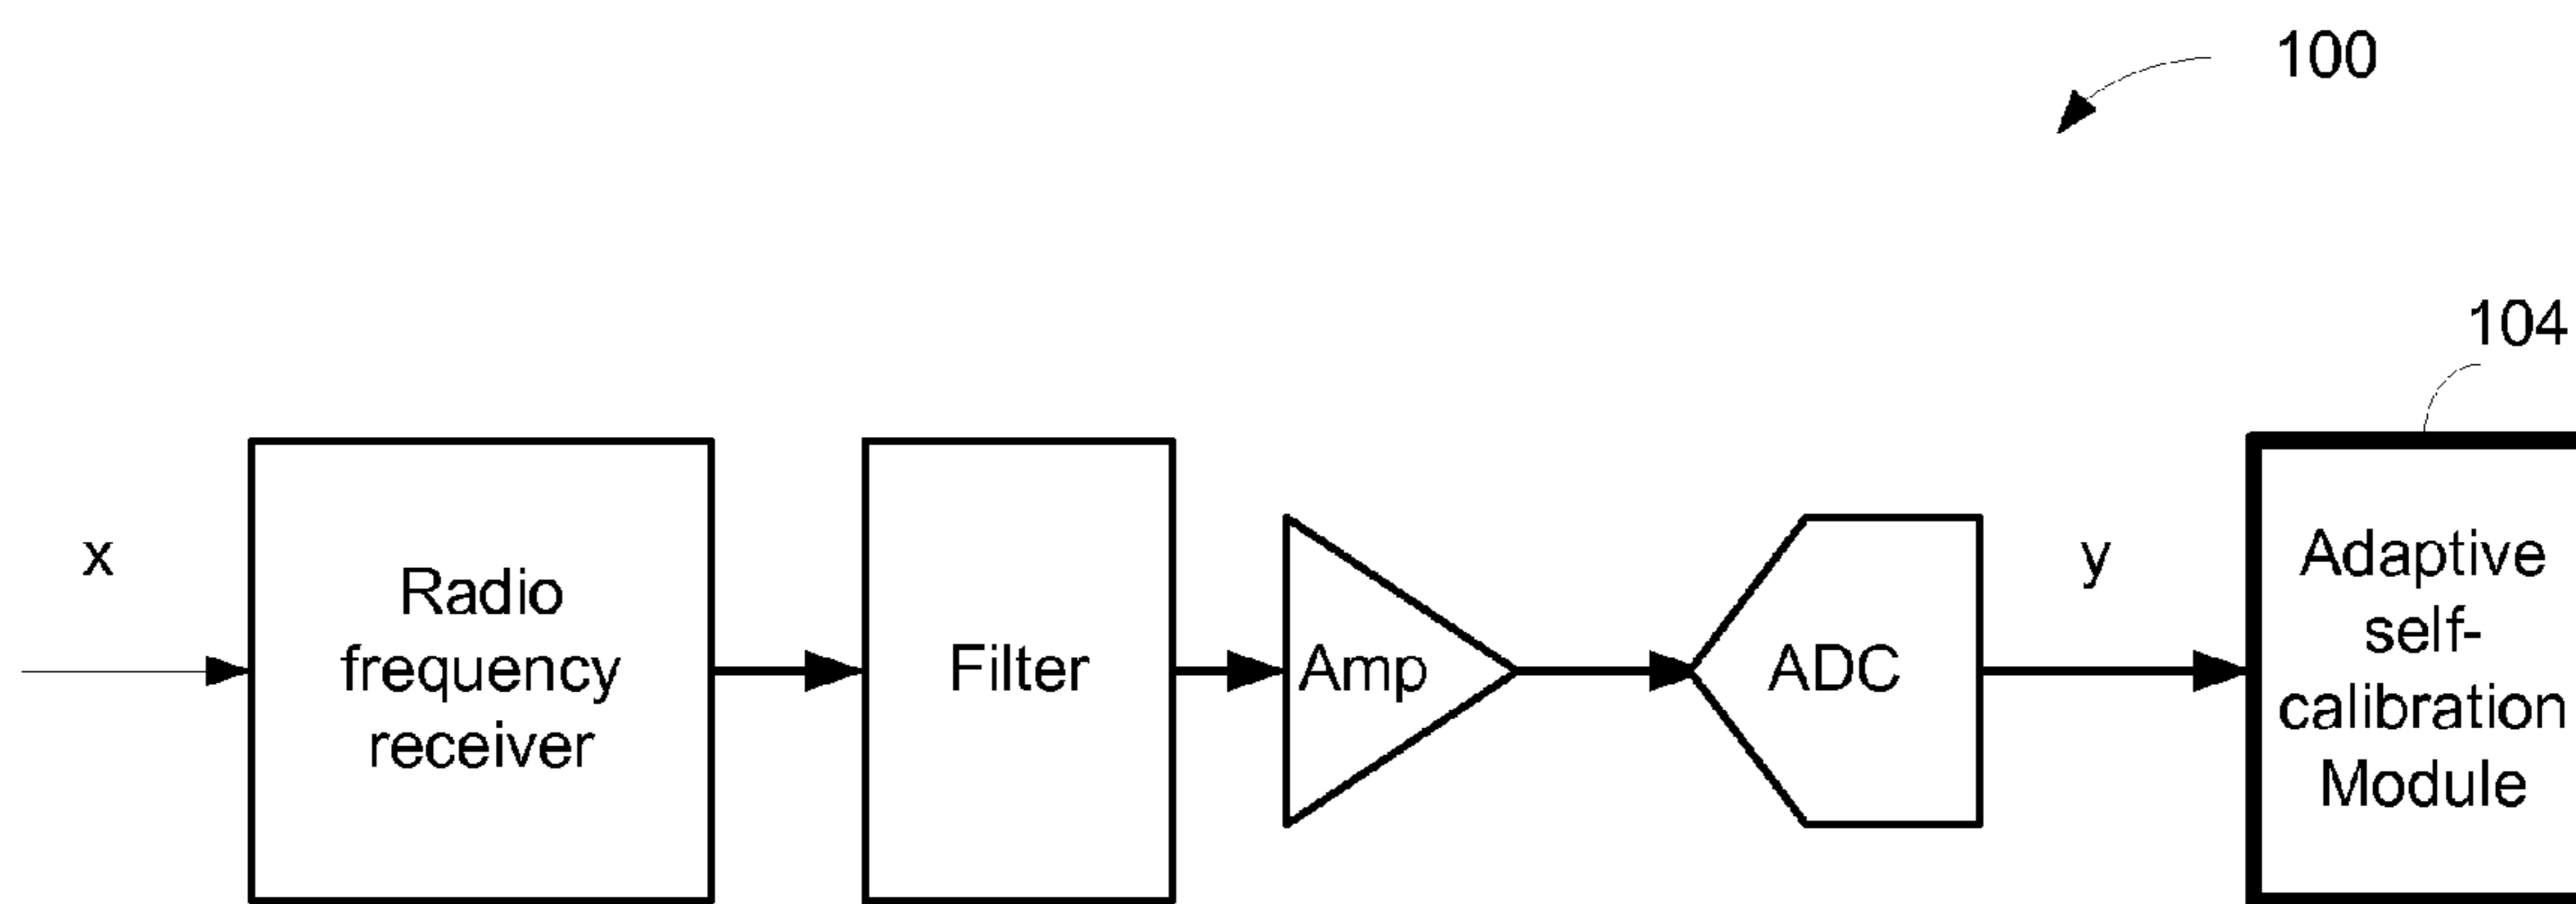 100
104
x
Radio
frequency
receiver
Filter
Amp
ADC
y
Adaptive
self-
calibration
Module